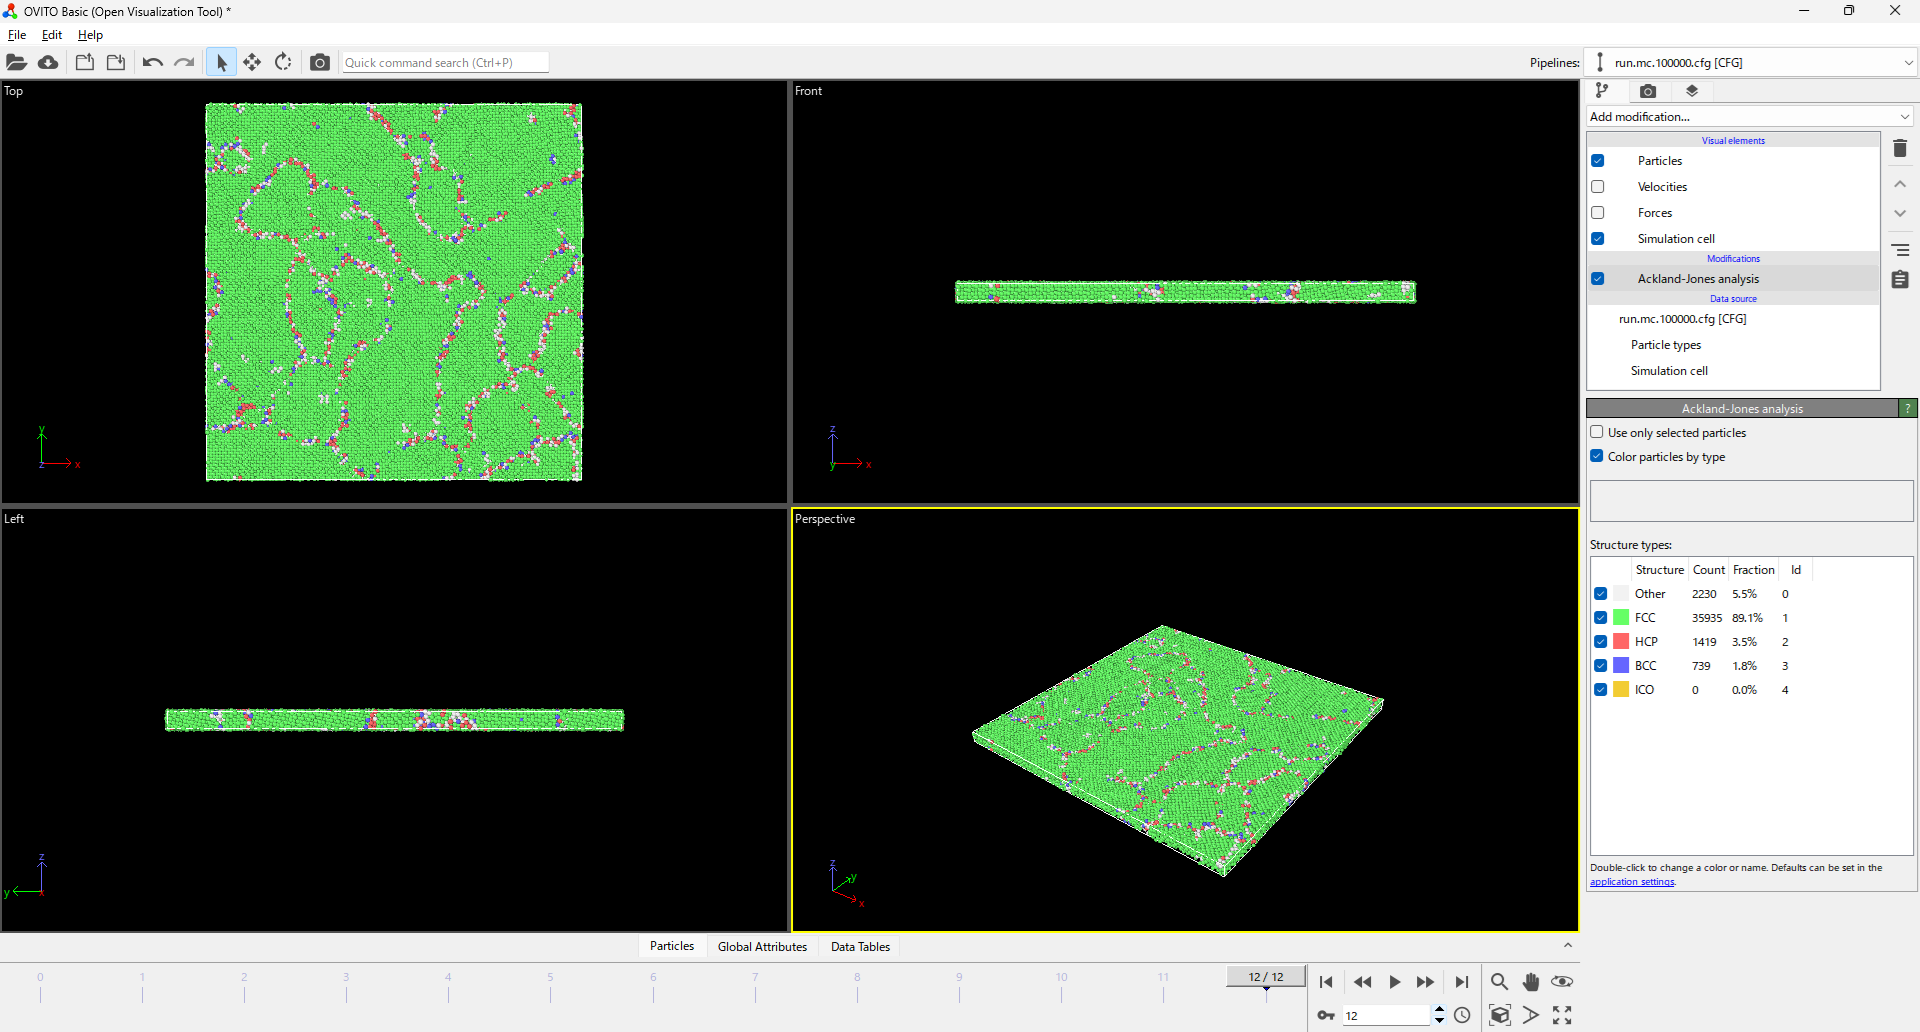 OVITO Basic (Open Visualization Tool) *
File Edit Help
Quick command search (Ctrl+P)
Pipelines: run.mc.100000.cfg [CFG]
Top
y
z x
Front
z
y x
Left
z
y x
Perspective
z
y
x
Add modification...
Visual elements
Particles
Velocities
Forces
Simulation cell
Modifications
Ackland-Jones analysis
Data source
run.mc.100000.cfg [CFG]
Particle types
Simulation cell
Ackland-Jones analysis ?
Use only selected particles
Color particles by type
Structure types:
Structure Count Fraction Id
Other 2230 5.5% 0
FCC 35935 89.1% 1
HCP 1419 3.5% 2
BCC 739 1.8% 3
ICO 0 0.0% 4
Double-click to change a color or name. Defaults can be set in the
application settings.
Particles Global Attributes Data Tables
0 1 2 3 4 5 6 7 8 9 10 11 12 / 12
12